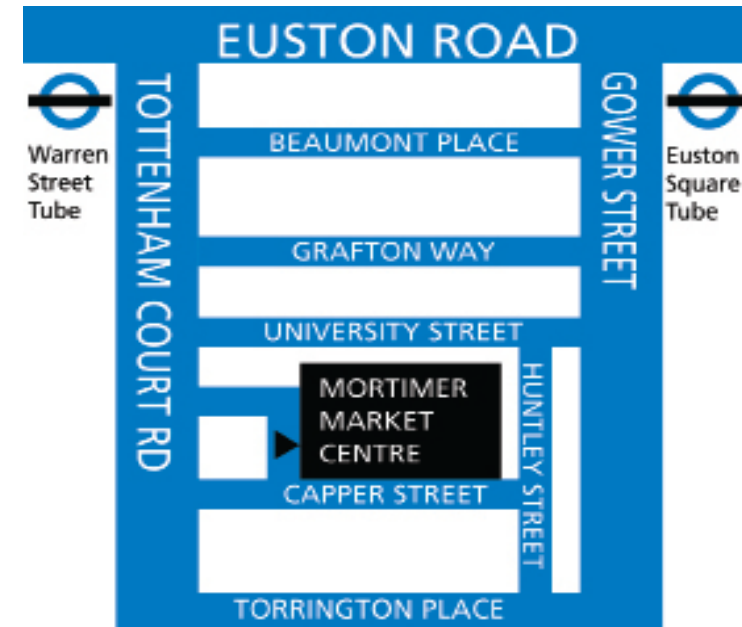 EUSTON ROAD
Warren
Street
Tube
TOTTENHAM COURT RD
BEAUMONT PLACE
GOWER STREET
Euston
Square
Tube
GRAFTON WAY
UNIVERSITY STREET
MORTIMER
MARKET
CENTRE
HUNTLEY STREET
CAPPER STREET
TORRINGTON PLACE